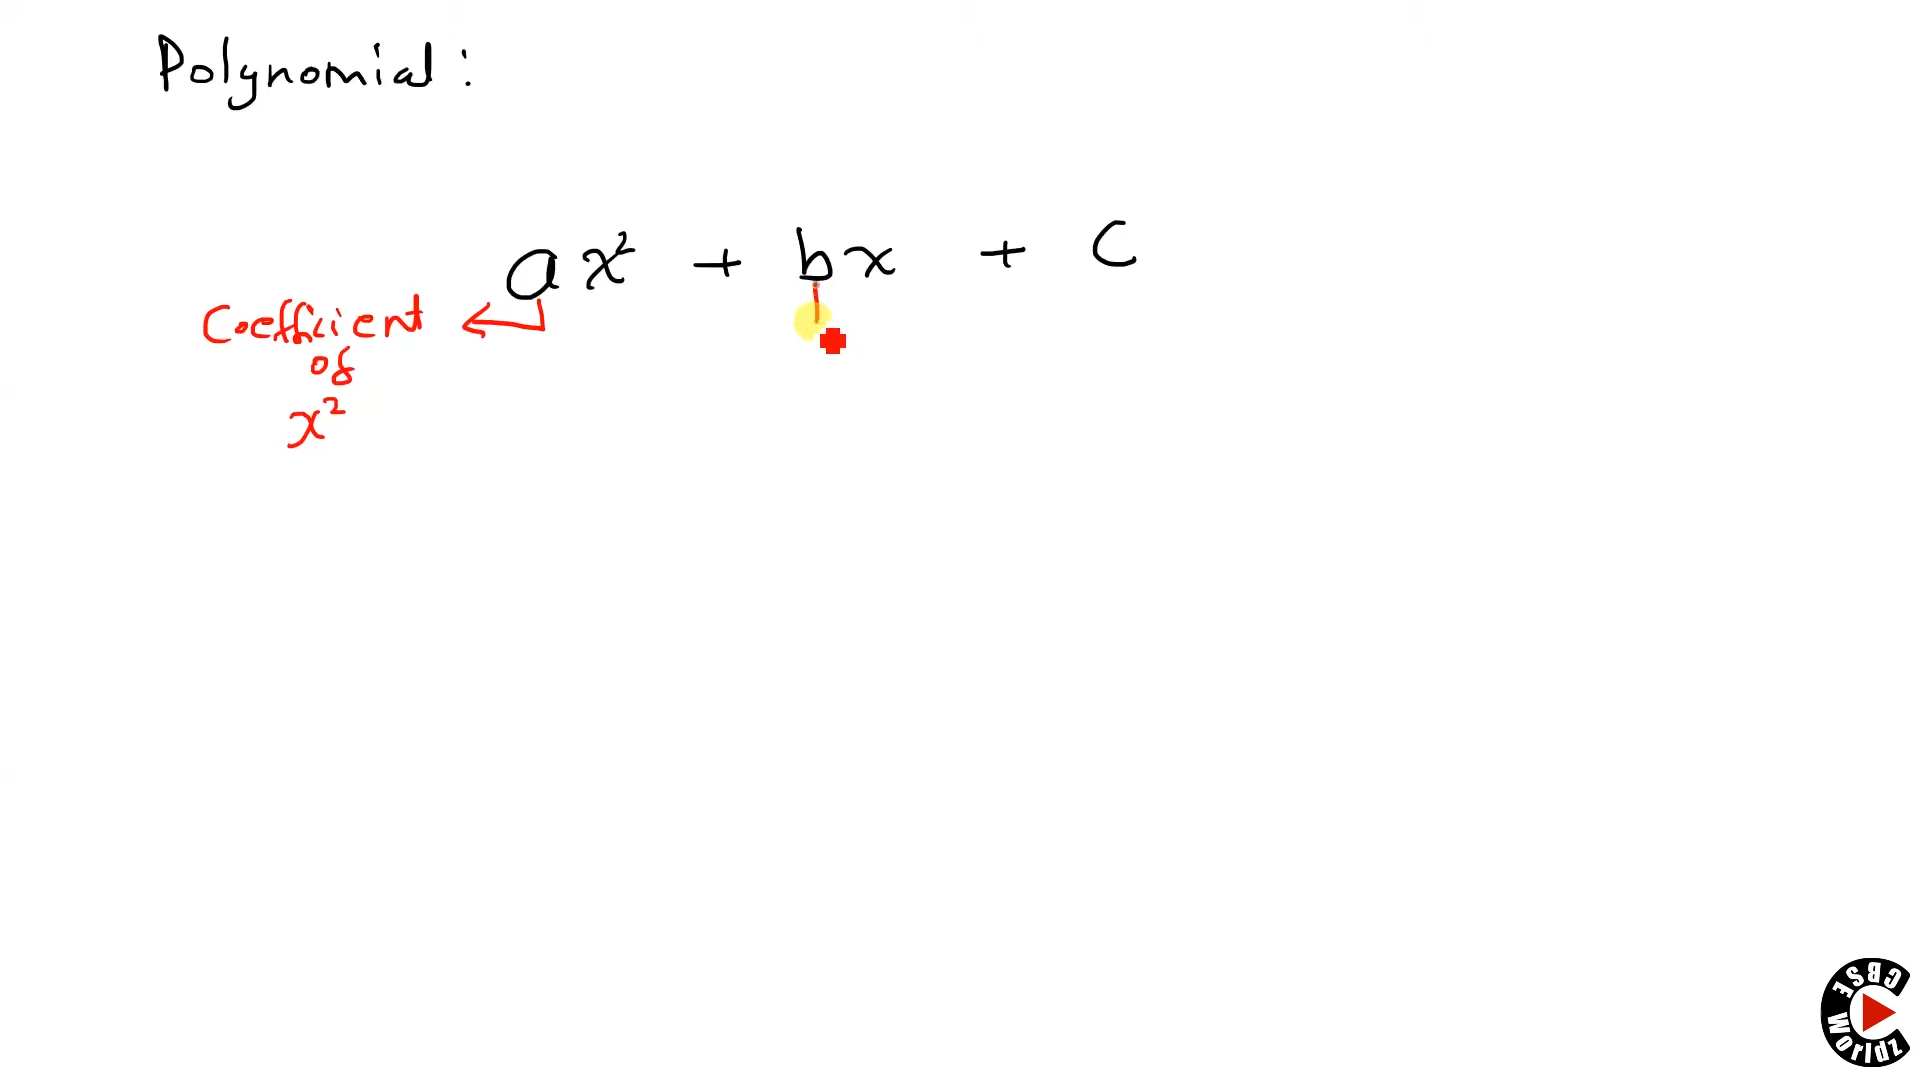 Polynomial :
ax² + bx + c
Coefficient
of
x²
CBSE Worldz